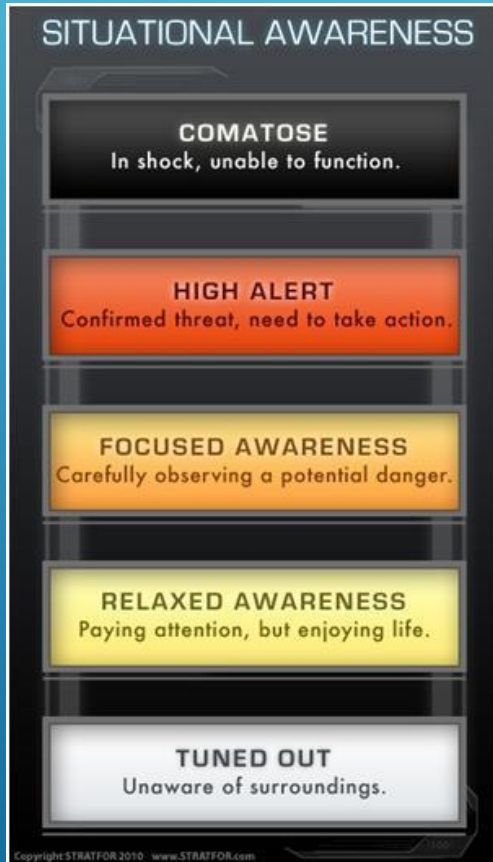 SITUATIONAL AWARENESS
COMATOSE
In shock, unable to function.
HIGH ALERT
Confirmed threat, need to take action.
FOCUSED AWARENESS
Carefully observing a potential danger.
RELAXED AWARENESS
Paying attention, but enjoying life.
TUNED OUT
Unaware of surroundings.
Copyright STRATFOR 2010 www.STRATFOR.com